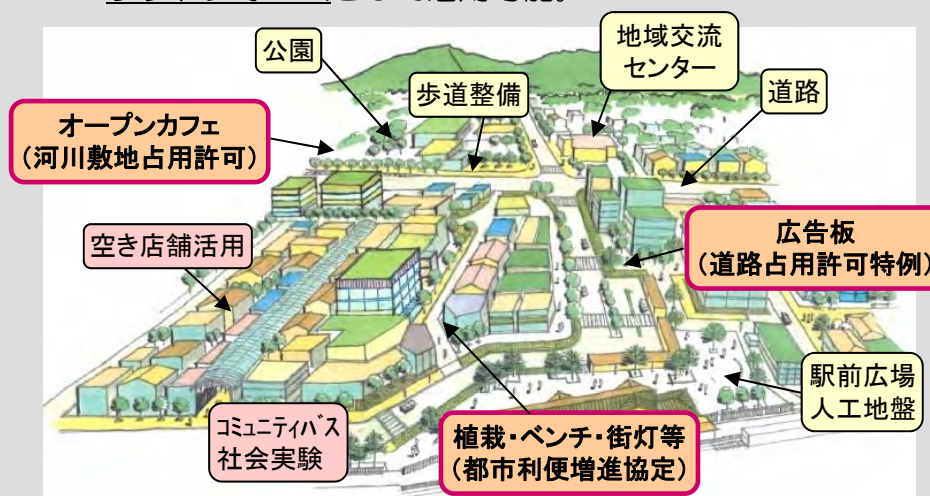 公園
地域交流
センター
歩道整備
道路
オープンカフェ
（河川敷地占用許可）
空き店舗活用
広告板
（道路占用許可特例）
駅前広場
人工地盤
コミュニティバス
社会実験
植栽・ベンチ・街灯等
（都市利便増進協定）